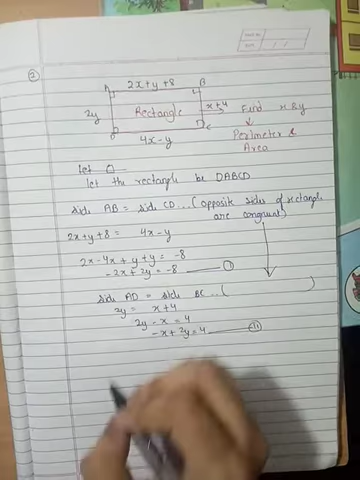 ②
A 2x+y+8 B
2y Rectangle x+4 → Find x & y
D 4x-y C ↓
Perimeter & Area
Let □
let the rectangle be DABCD
side AB = side CD ...(opposite sides of rectangle are congruent)
2x+y+8 = 4x-y
2x-4x+y+y = -8
-2x+2y = -8 ——— Ⓘ
side AD = side BC ...( )
2y = x+4
2y - x = 4
-x+2y=4 ——— Ⓘⓘ